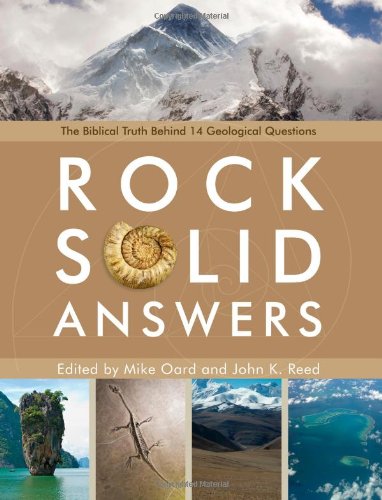 The Biblical Truth Behind 14 Geological Questions
ROCK
SOLID
ANSWERS
Edited by Mike Oard and John K. Reed